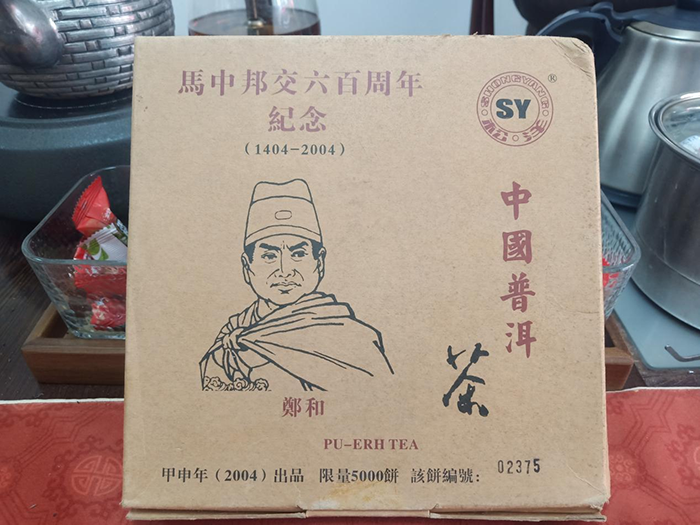 馬中邦交六百周年
紀念
(1404-2004)
SHUONGYANG
SY
®
中國普洱
茶
鄭和
PU-ERH TEA
甲申年(2004)出品 限量5000餅 該餅編號: 02375